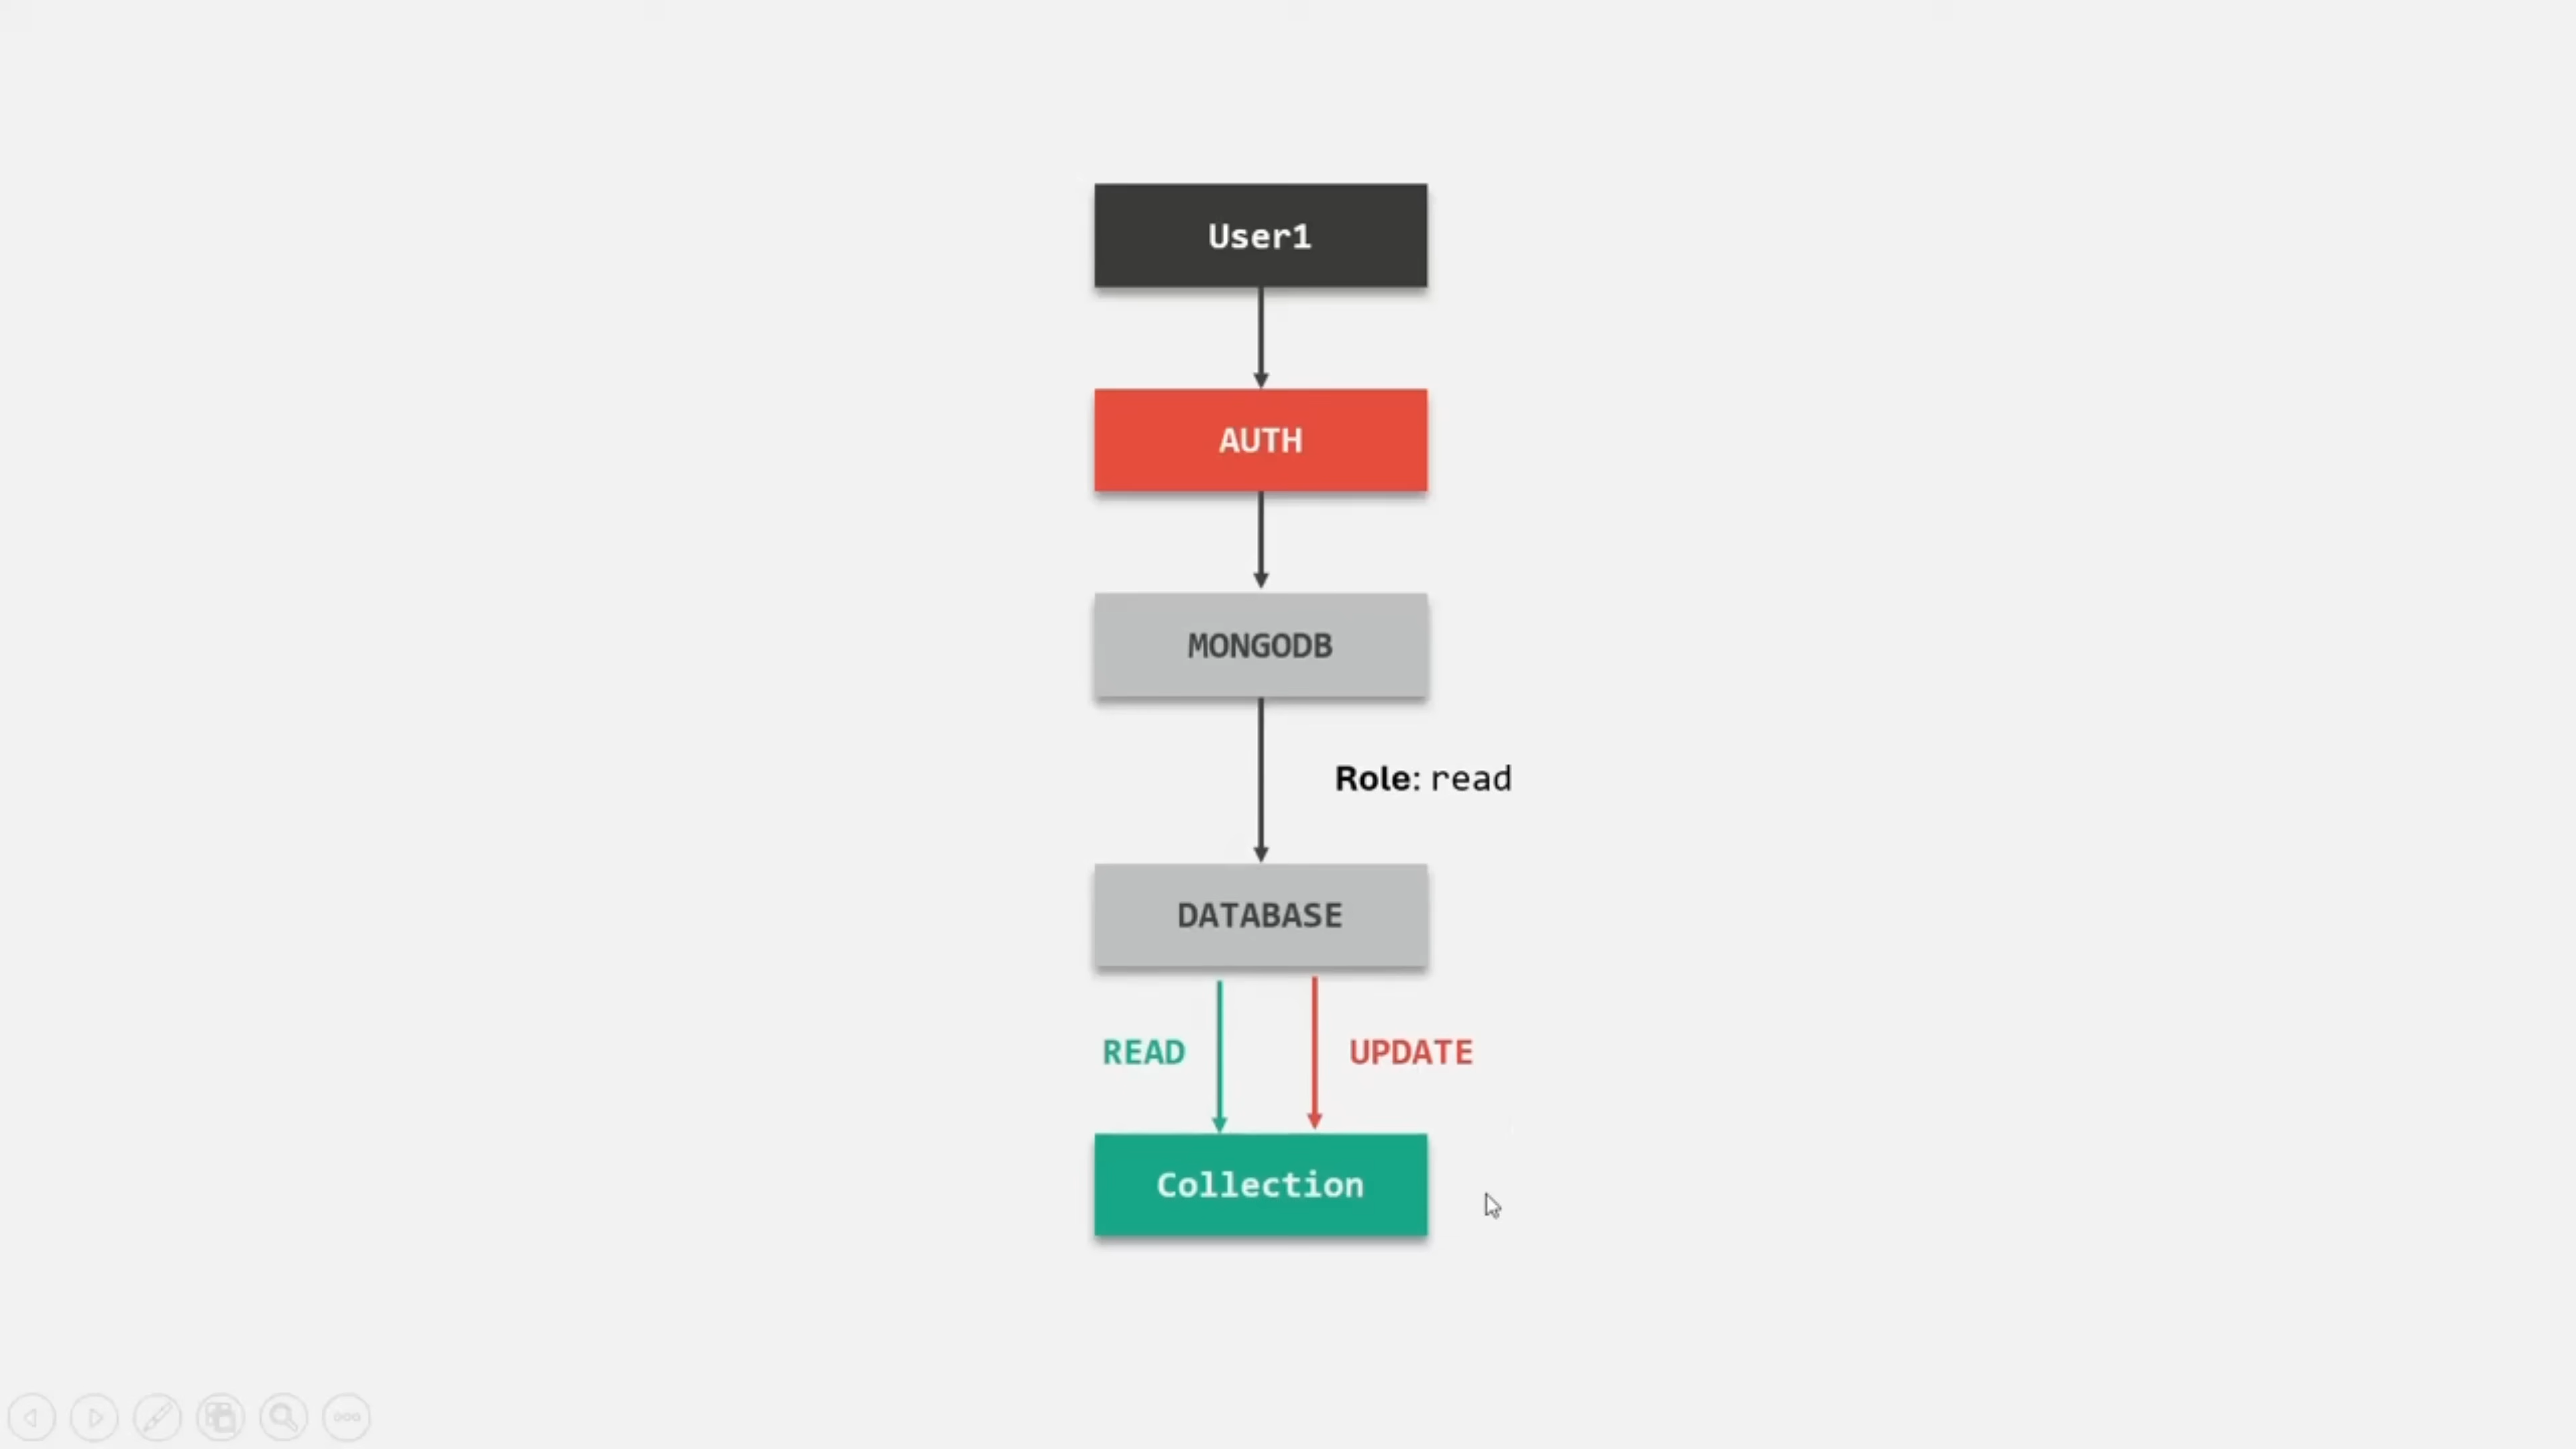 User1
AUTH
MONGODB
Role: read
DATABASE
READ
UPDATE
Collection